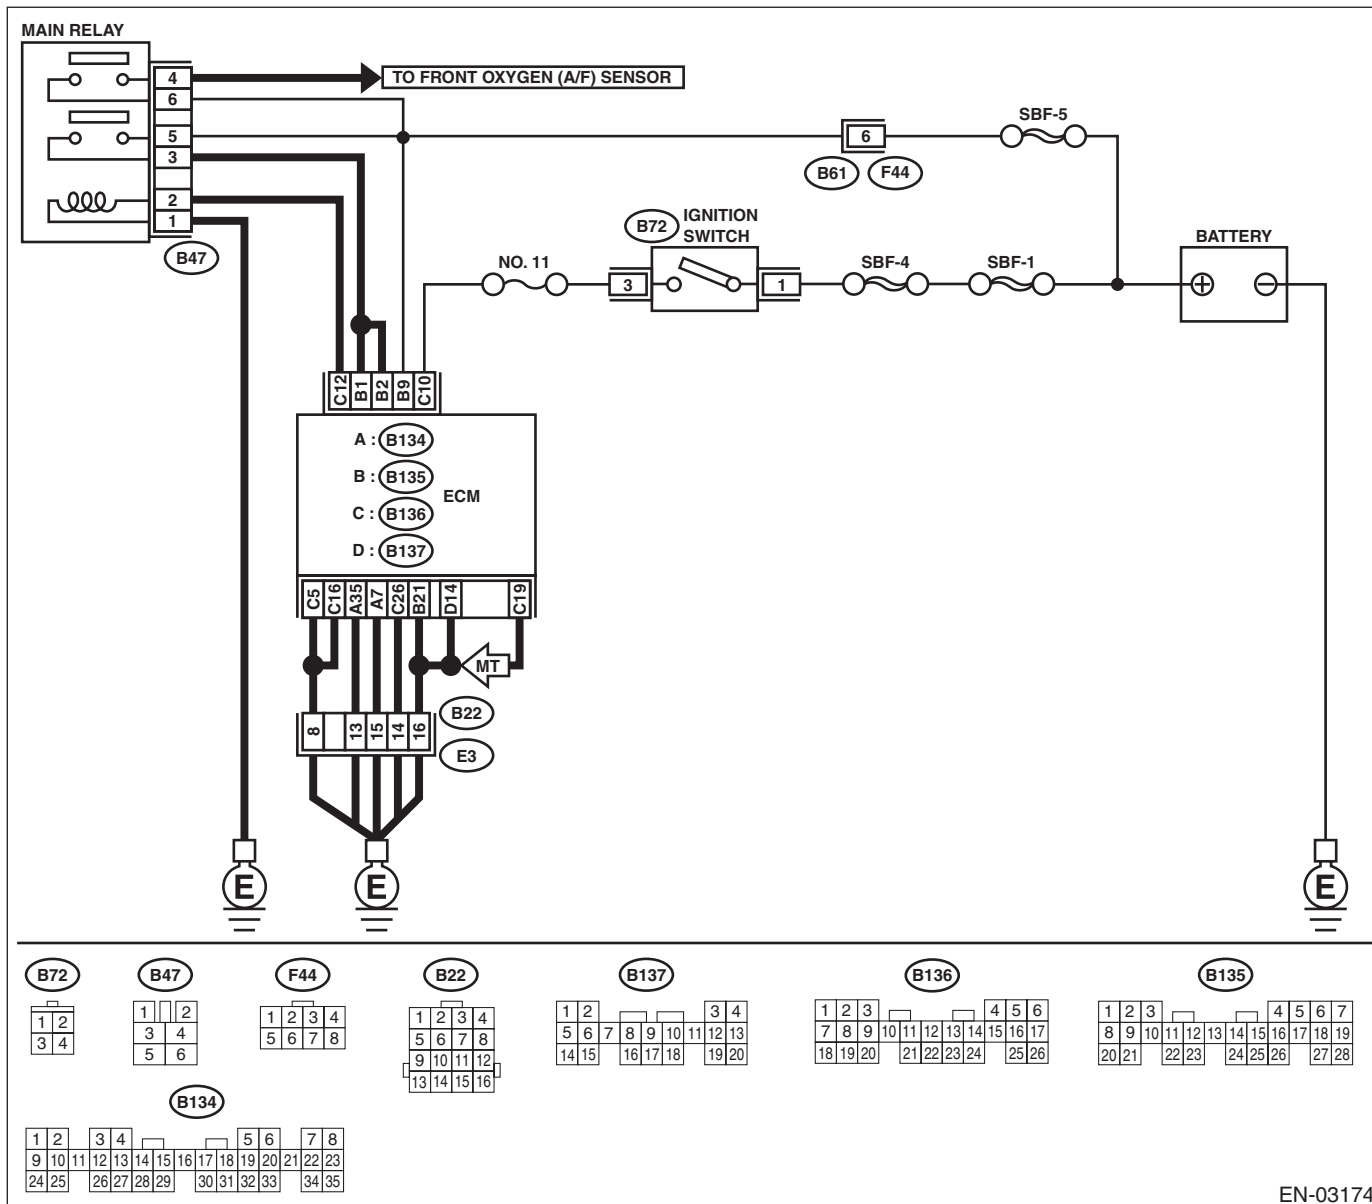 MAIN RELAY
4
TO FRONT OXYGEN (A/F) SENSOR
6
5
3
2
1
B47
6
B61 F44
SBF-5
B72
IGNITION
SWITCH
NO. 11
3
1
SBF-4
SBF-1
BATTERY
C12 B1 B2 B9 C10
A : B134
B : B135
C : B136
D : B137
ECM
C5 C16 A35 A7 C26 B21 D14 C19
MT
8 13 15 14 16
B22
E3
E E E
B72
1 2
3 4
B47
1 2
3 4
5 6
F44
1 2 3 4
5 6 7 8
B22
1 2 3 4
5 6 7 8
9 10 11 12
13 14 15 16
B137
1 2 3 4
5 6 7 8 9 10 11 12 13
14 15 16 17 18 19 20
B136
1 2 3 4 5 6
7 8 9 10 11 12 13 14 15 16 17
18 19 20 21 22 23 24 25 26
B135
1 2 3 4 5 6 7
8 9 10 11 12 13 14 15 16 17 18 19
20 21 22 23 24 25 26 27 28
B134
1 2 3 4 5 6 7 8
9 10 11 12 13 14 15 16 17 18 19 20 21 22 23
24 25 26 27 28 29 30 31 32 33 34 35
EN-03174